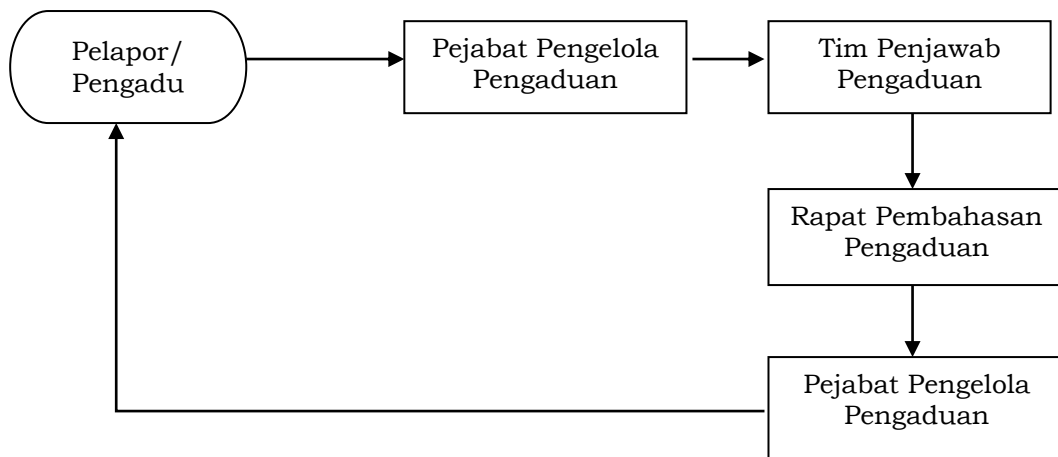 Pelapor/
Pengadu
Pejabat Pengelola
Pengaduan
Tim Penjawab
Pengaduan
Rapat Pembahasan
Pengaduan
Pejabat Pengelola
Pengaduan